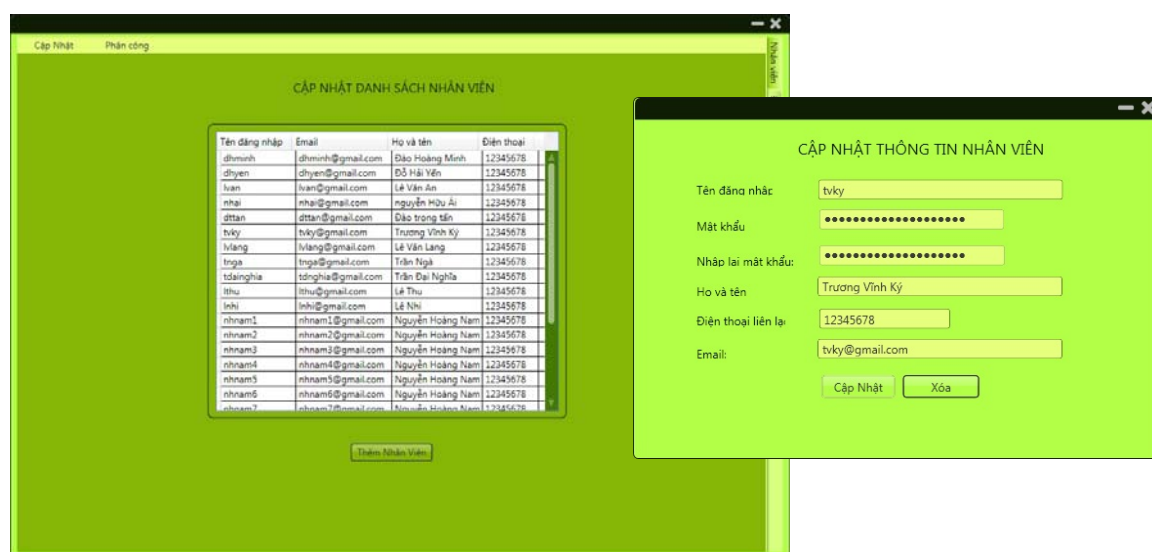 Cập Nhật Phân công
Nhân viên
CẬP NHẬT DANH SÁCH NHÂN VIÊN
Tên đăng nhập Email Họ và tên Điện thoại
dhminh dhminh@gmail.com Đào Hoàng Minh 12345678
dhyen dhyen@gmail.com Đỗ Hải Yến 12345678
lvan lvan@gmail.com Lê Văn An 12345678
nhai nhai@gmail.com nguyễn Hữu Ái 12345678
dttan dttan@gmail.com Đào trọng tấn 12345678
tvky tvky@gmail.com Trương Vĩnh Ký 12345678
lvlang lvlang@gmail.com Lê Văn Lang 12345678
tnga tnga@gmail.com Trần Ngà 12345678
tdainghia tdnghia@gmail.com Trần Đại Nghĩa 12345678
lthu lthu@gmail.com Lê Thu 12345678
lnhi lnhi@gmail.com Lê Nhi 12345678
nhnam1 nhnam1@gmail.com Nguyễn Hoàng Nam 12345678
nhnam2 nhnam2@gmail.com Nguyễn Hoàng Nam 12345678
nhnam3 nhnam3@gmail.com Nguyễn Hoàng Nam 12345678
nhnam4 nhnam4@gmail.com Nguyễn Hoàng Nam 12345678
nhnam5 nhnam5@gmail.com Nguyễn Hoàng Nam 12345678
nhnam6 nhnam6@gmail.com Nguyễn Hoàng Nam 12345678
nhnam7 nhnam7@gmail.com Nguyễn Hoàng Nam 12345678
Thêm Nhân Viên
CẬP NHẬT THÔNG TIN NHÂN VIÊN
Tên đăng nhập tvky
Mật khẩu
Nhập lại mật khẩu:
Họ và tên Trương Vĩnh Ký
Điện thoại liên lạ 12345678
Email: tvky@gmail.com
Cập Nhật Xóa